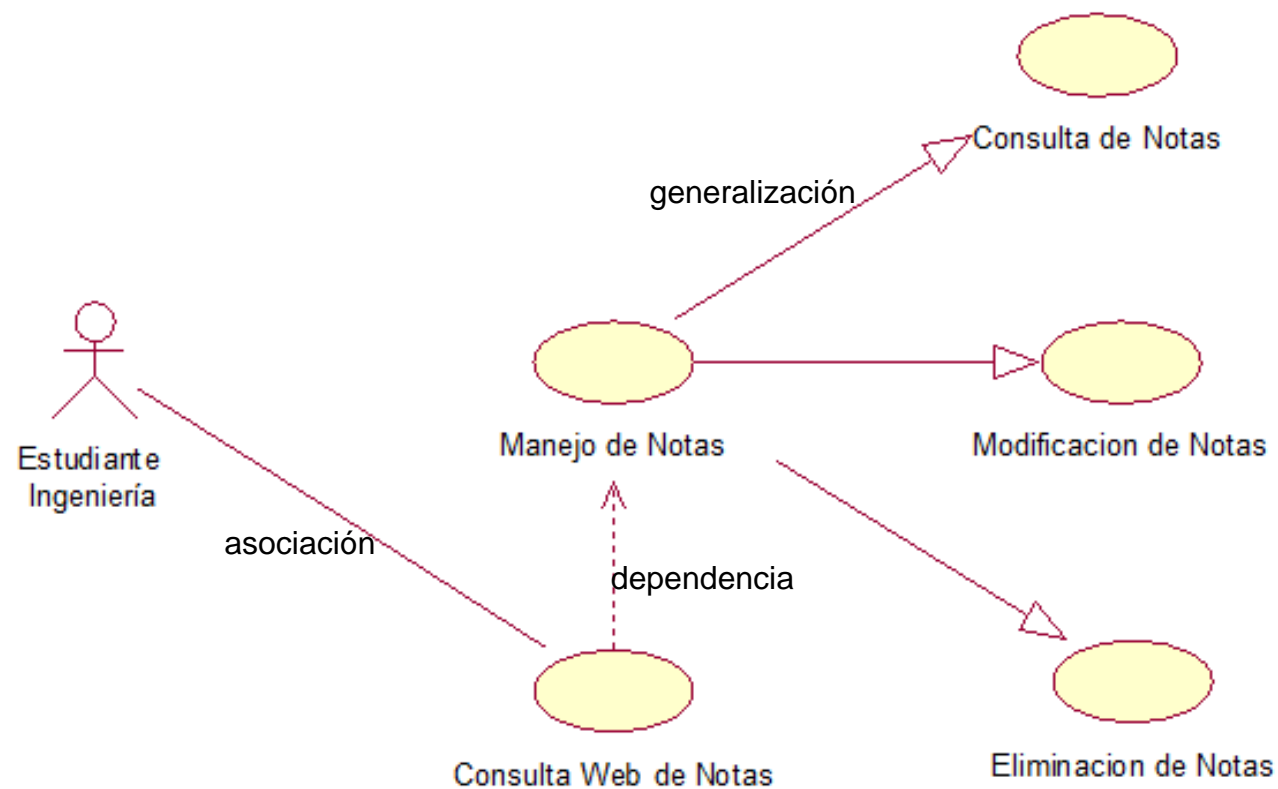 Consulta de Notas
generalización
Manejo de Notas
Modificacion de Notas
Estudiante
Ingeniería
asociación
dependencia
Consulta Web de Notas
Eliminacion de Notas